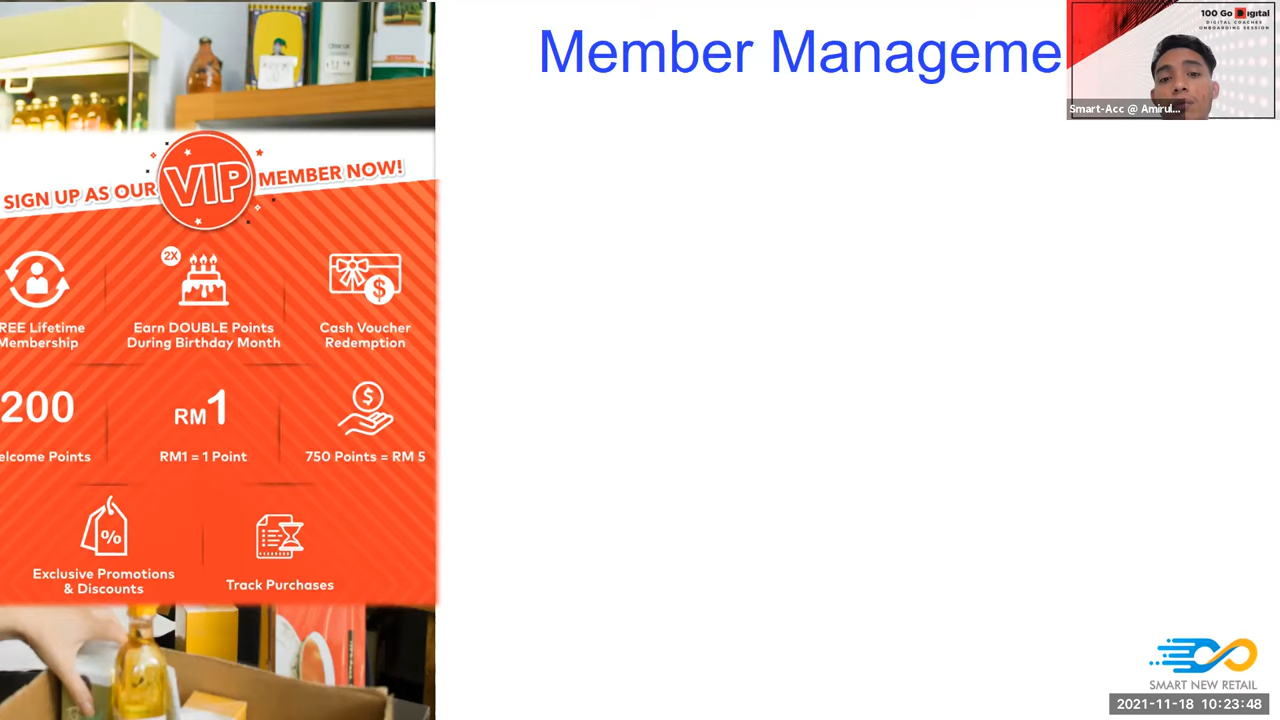 Member Manageme
100 Go Digital
DIGITAL COACHES
ONBOARDING SESSION
Smart-Acc @ Amirul...
SIGN UP AS OUR VIP MEMBER NOW!
2X
REE Lifetime
Membership
Earn DOUBLE Points
During Birthday Month
Cash Voucher
Redemption
200
elcome Points
RM1
RM1 = 1 Point
750 Points = RM 5
Exclusive Promotions
& Discounts
Track Purchases
SMART NEW RETAIL
2021-11-18 10:23:48